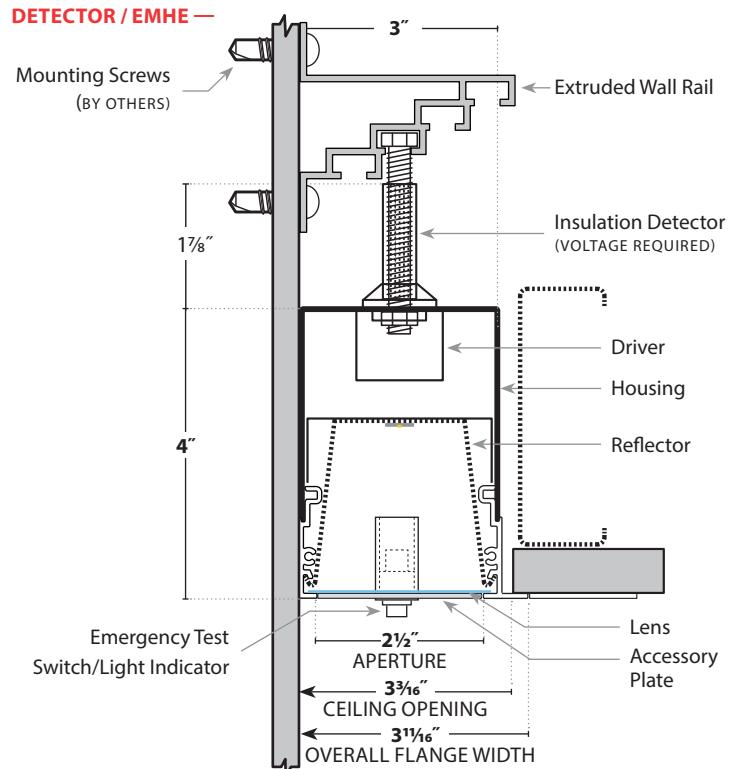 DETECTOR / EMHE —
3″
Mounting Screws
(BY OTHERS)
Extruded Wall Rail
1⅞″
Insulation Detector
(VOLTAGE REQUIRED)
Driver
Housing
4″
Reflector
Emergency Test
Switch/Light Indicator
2½″
APERTURE
Lens
Accessory
Plate
3³⁄₁₆″
CEILING OPENING
3¹¹⁄₁₆″
OVERALL FLANGE WIDTH